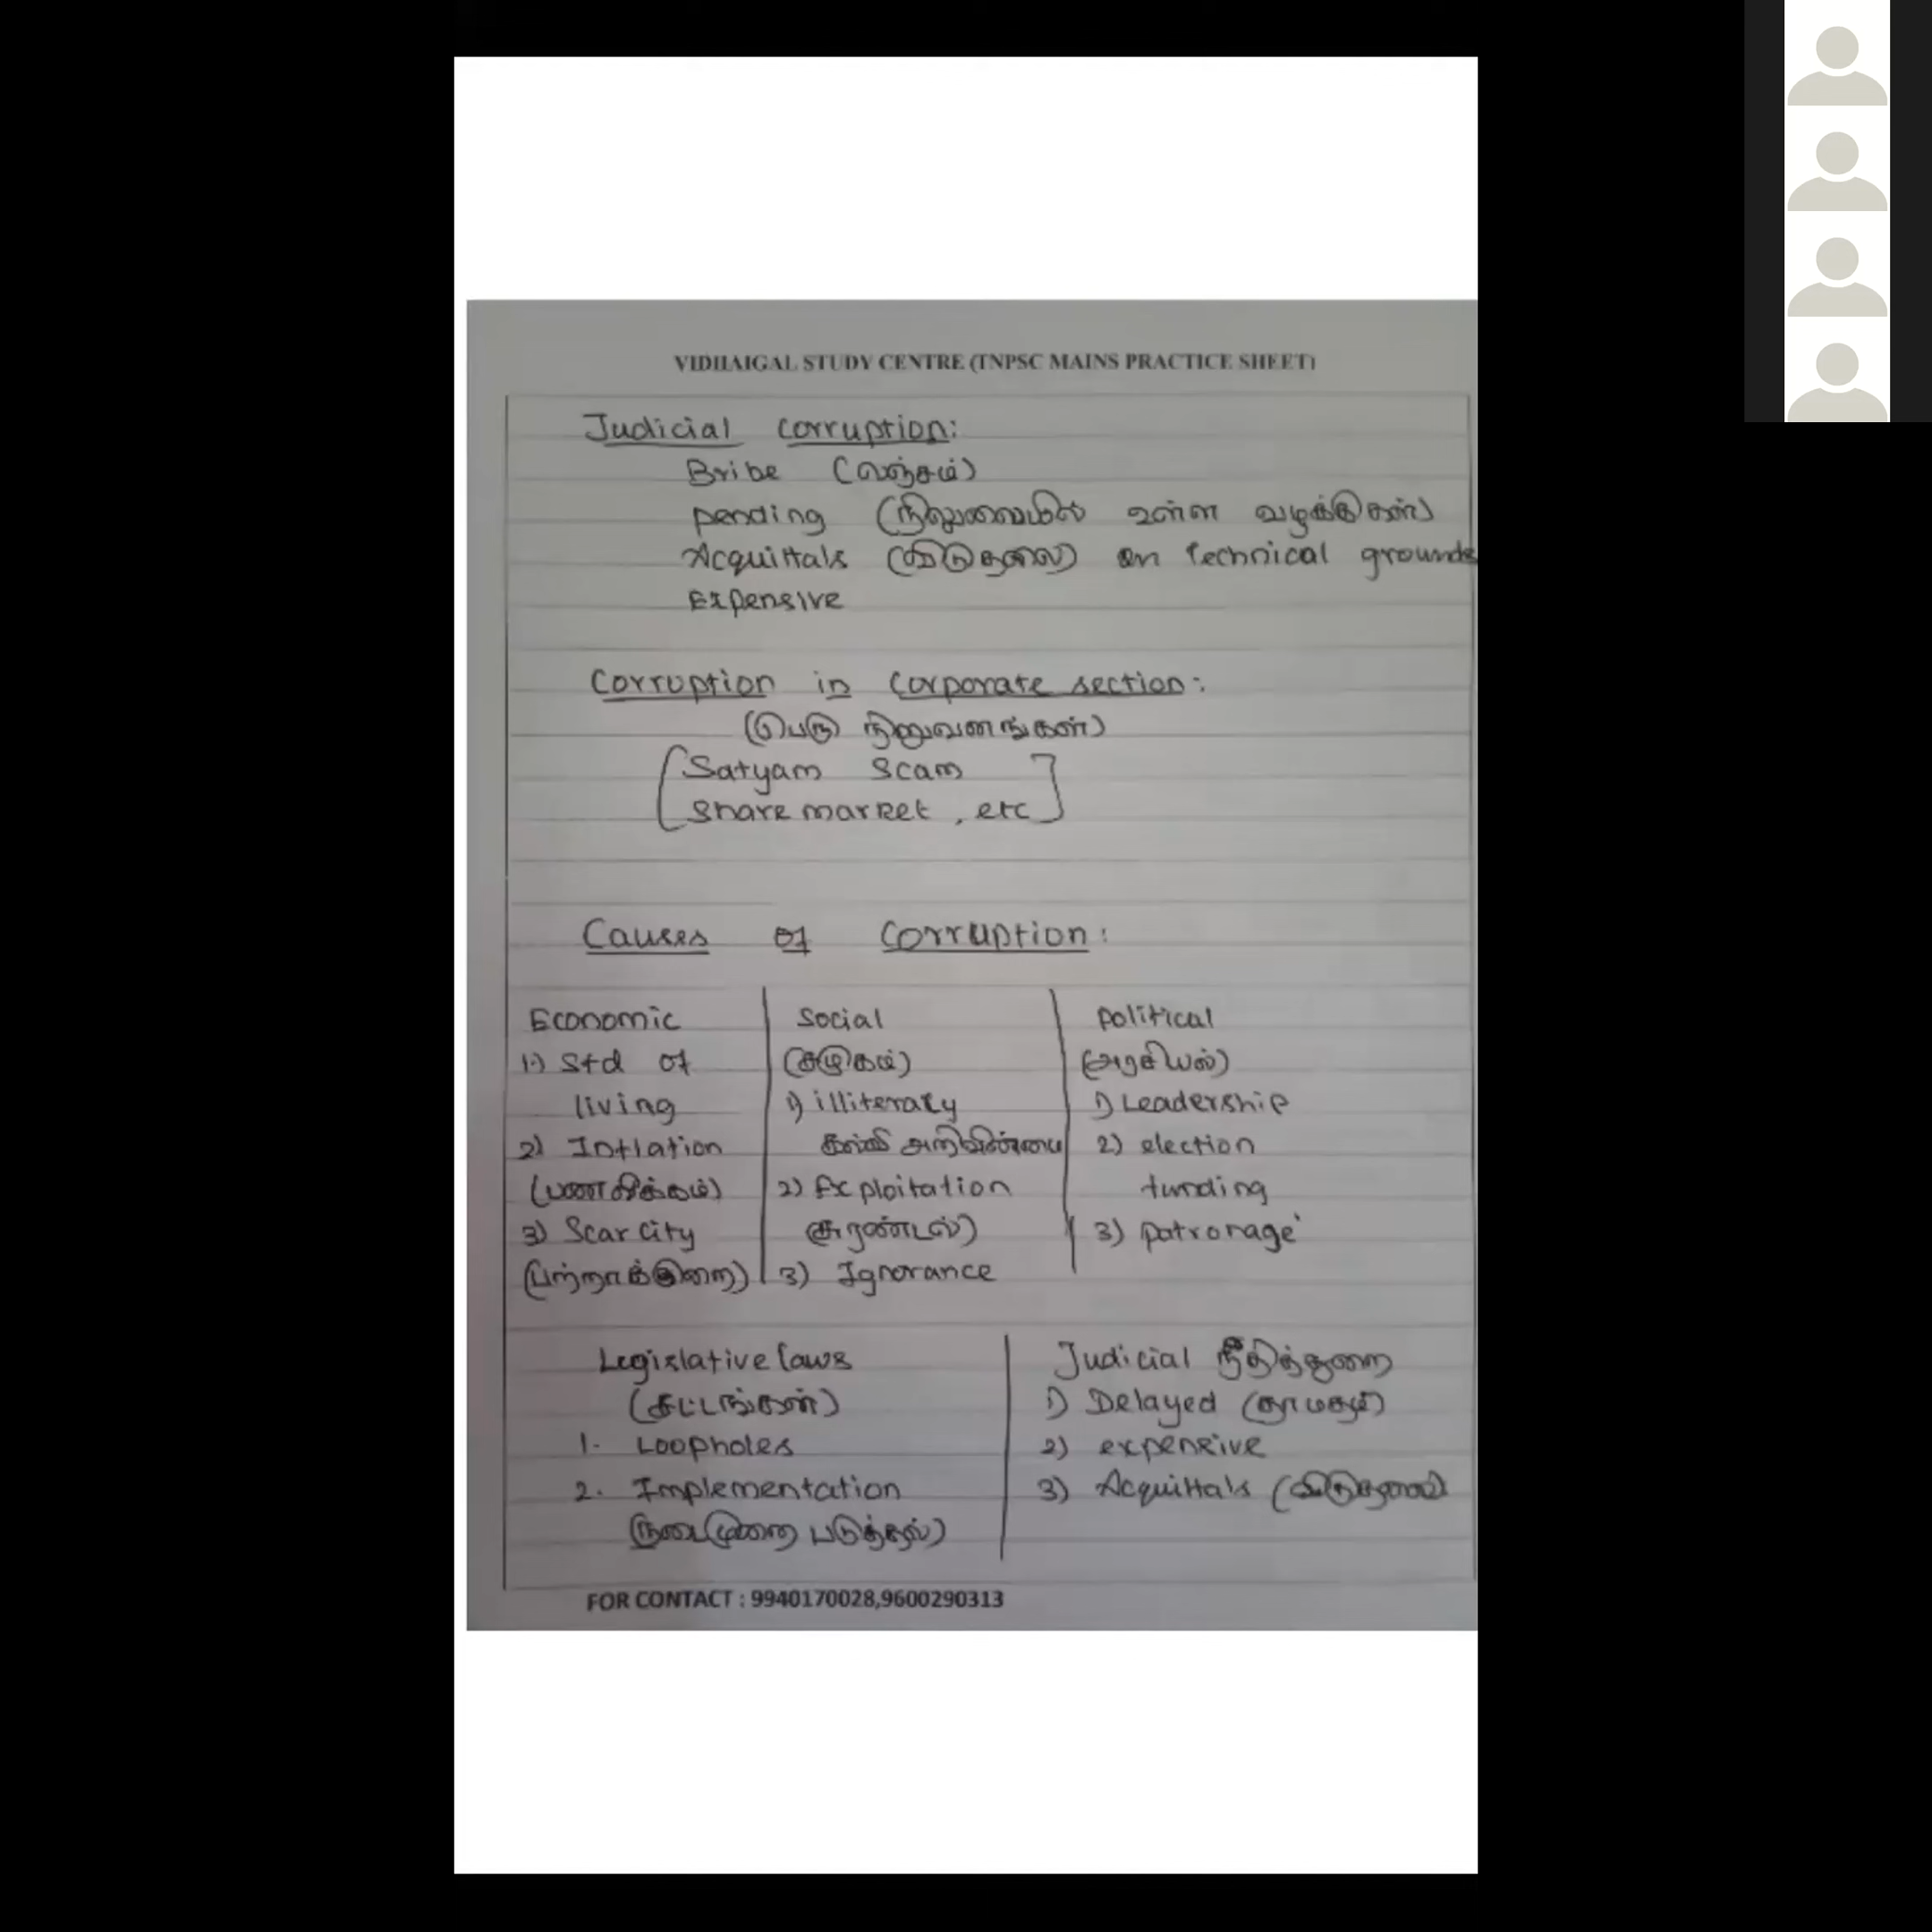 VIDHAIGAL STUDY CENTRE (TNPSC MAINS PRACTICE SHEET)
Judicial Corruption:
Bribe (லஞ்சம்)
pending (நிலுவையில் உள்ள வழக்குகள்)
Acquittals (விடுதலை) on Technical grounds
Expensive
Corruption in Corporate section:
(பெரு நிறுவனங்கள்)
[Satyam Scam
Share market, etc]
Causes of Corruption:
Economic
1.) Std of
living
2) Inflation
(பணவீக்கம்)
3) Scarcity
(பற்றாக்குறை)
Social
(சமூகம்)
1) illiteracy
கல்வி அறிவின்மை
2) Exploitation
(சுரண்டல்)
3) Ignorance
Political
(அரசியல்)
1) Leadership
2) election
funding
3) patronage
Legislative laws
(சட்டங்கள்)
1. Loopholes
2. Implementation
(நடைமுறை படுத்தல்)
Judicial நீதித்துறை
1) Delayed (தாமதம்)
2) expensive
3) Acquittals (விடுதலை)
FOR CONTACT : 9940170028,9600290313